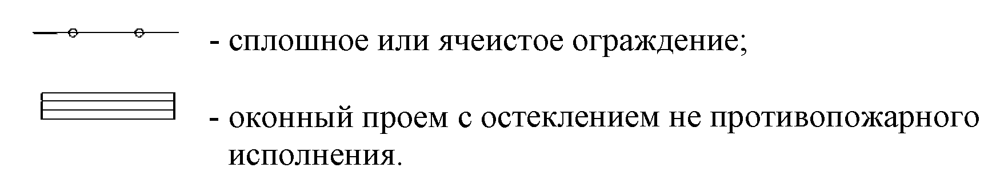 - сплошное или ячеистое ограждение;
- оконный проем с остеклением не противопожарного
исполнения.